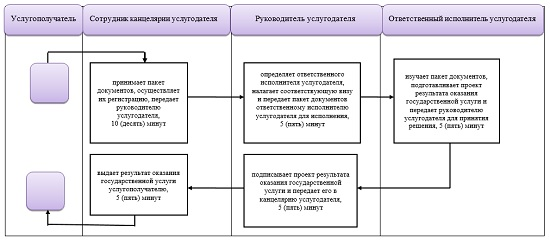 Услугополучатель
Сотрудник канцелярии услугодателя
Руководитель услугодателя
Ответственный исполнитель услугодателя
принимает пакет
документов, осуществляет
их регистрацию, передает
руководителю
услугодателя,
10 (десять) минут
определяет ответственного
исполнителя услугодателя,
налагает соответствующую визу
и передает пакет документов
ответственному исполнителю
услугодателя для исполнения,
5 (пять) минут
изучает пакет документов,
подготавливает проект
результата оказания
государственной услуги и
передает руководителю
услугодателя для принятия
решения, 5 (пять) минут
выдает результат оказания
государственной услуги
услугополучателю,
5 (пять) минут
подписывает проект результата
оказания государственной услуги
и передает его в
канцелярию услугодателя,
5 (пять) минут